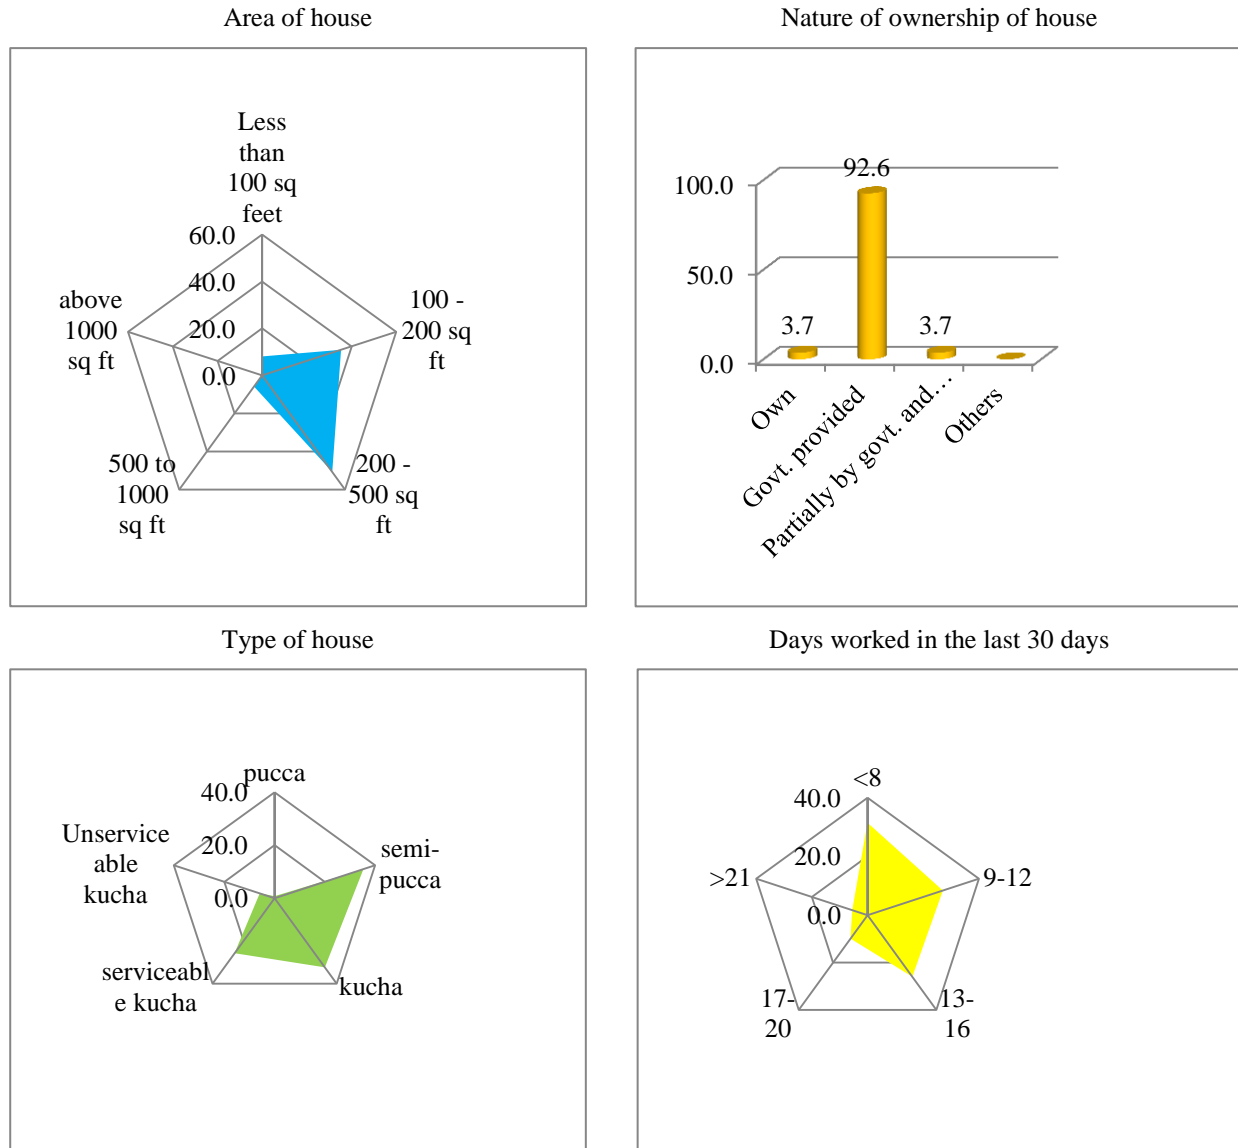 Area of house
Less
than
100 sq
feet
60.0
40.0
20.0
0.0
100 -
200 sq
ft
200 -
500 sq
ft
500 to
1000
sq ft
above
1000
sq ft
Nature of ownership of house
100.0
50.0
0.0
3.7
92.6
3.7
Own
Govt. provided
Partially by govt. and…
Others
Type of house
pucca
40.0
20.0
0.0
semi-
pucca
kucha
serviceabl
e kucha
Unservice
able
kucha
Days worked in the last 30 days
<8
40.0
20.0
0.0
9-12
13-
16
17-
20
>21